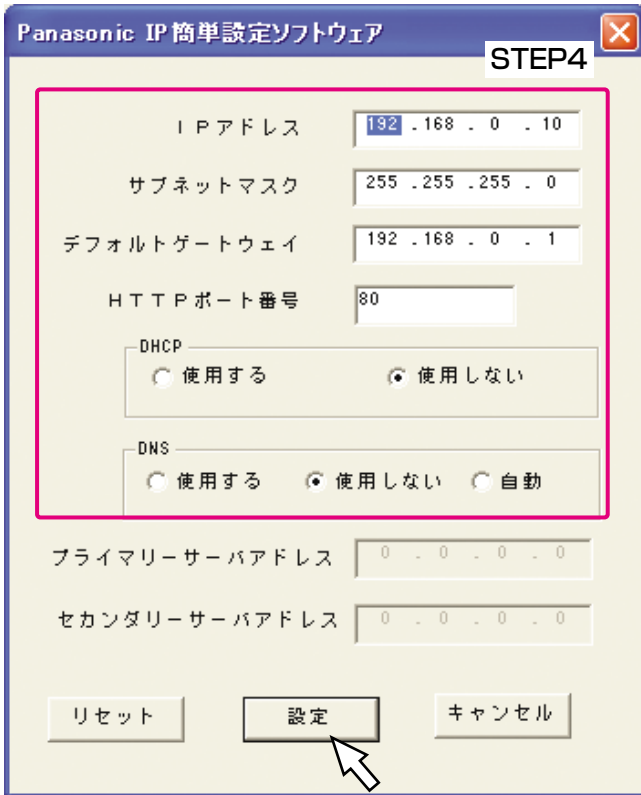 Panasonic IP簡単設定ソフトウェア
STEP4
IPアドレス 192 .168 . 0 . 10
サブネットマスク 255 .255 .255 . 0
デフォルトゲートウェイ 192 .168 . 0 . 1
HTTPポート番号 80
DHCP
使用する 使用しない
DNS
使用する 使用しない 自動
プライマリーサーバアドレス 0 . 0 . 0 . 0
セカンダリーサーバアドレス 0 . 0 . 0 . 0
リセット 設定 キャンセル